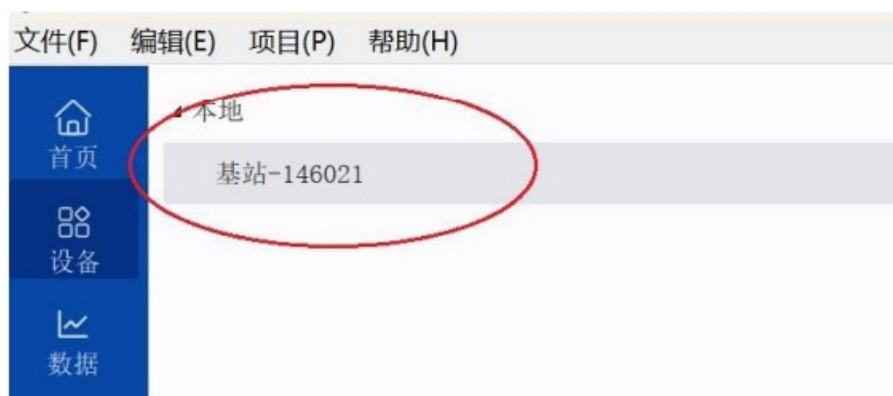 文件(F) 编辑(E) 项目(P) 帮助(H)
首页
设备
数据
本地
基站-146021